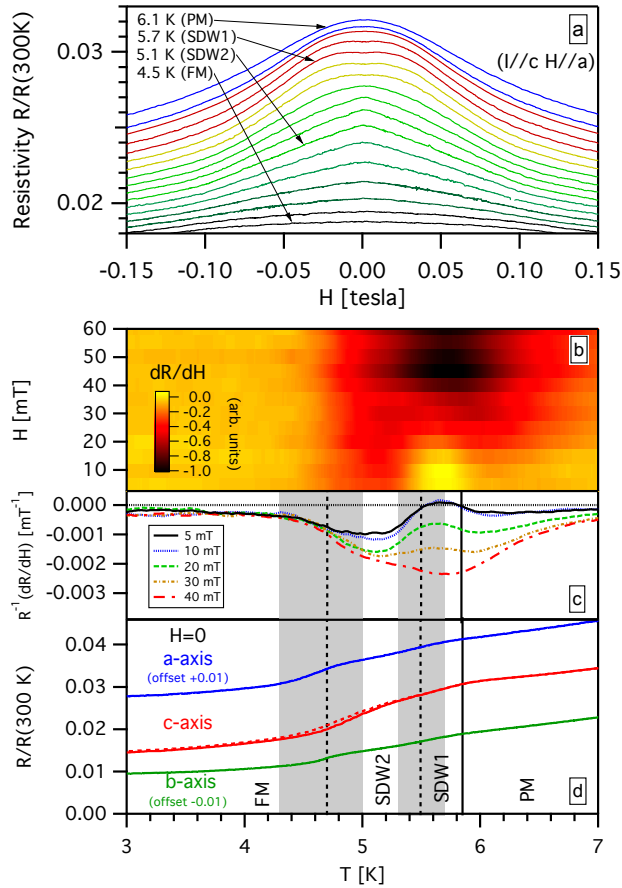 6.1 K (PM)
5.7 K (SDW1)
5.1 K (SDW2)
4.5 K (FM)
a
(I//c H//a)
0.03
0.02
Resistivity R/R(300K)
-0.15 -0.10 -0.05 0.00 0.05 0.10 0.15
H [tesla]
60
50
40
30
20
10
H [mT]
b
dR/dH
0.0
-0.2
-0.4
-0.6
-0.8
-1.0
(arb. units)
0.000
-0.001
-0.002
-0.003
R⁻¹(dR/dH) [mT⁻¹]
5 mT
10 mT
20 mT
30 mT
40 mT
c
0.04
0.03
0.02
0.01
0.00
R/R(300 K)
H=0
a-axis
(offset +0.01)
c-axis
b-axis
(offset -0.01)
FM
SDW2
SDW1
PM
d
3 4 5 6 7
T [K]